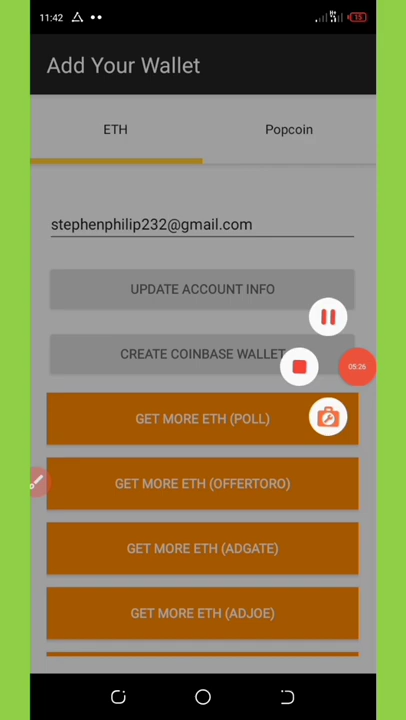 11:42
15
Add Your Wallet
ETH
Popcoin
stephenphilip232@gmail.com
UPDATE ACCOUNT INFO
CREATE COINBASE WALLET
05:26
GET MORE ETH (POLL)
GET MORE ETH (OFFERTORO)
GET MORE ETH (ADGATE)
GET MORE ETH (ADJOE)